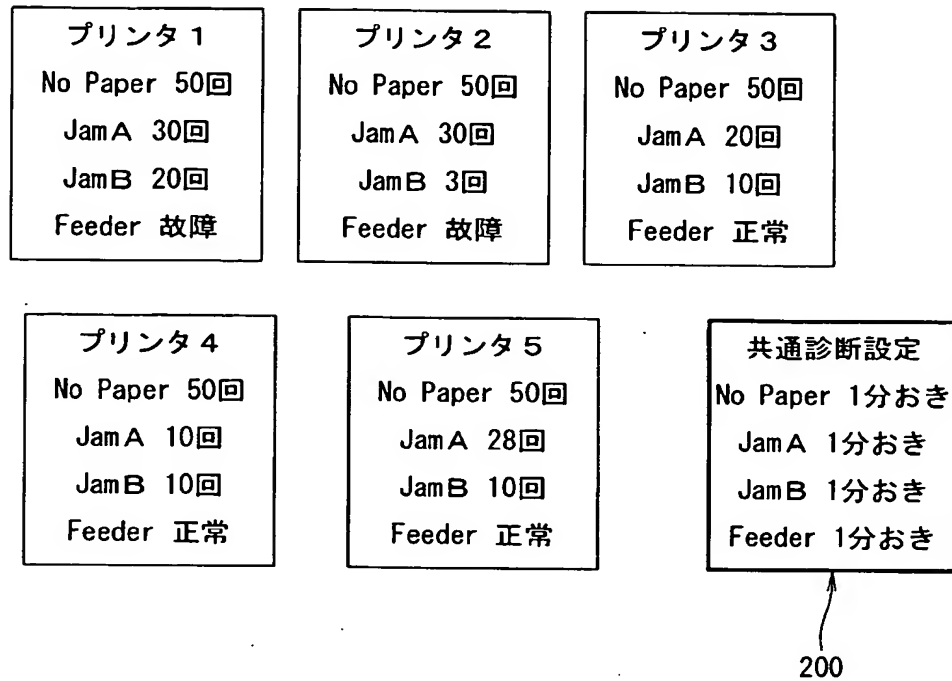 プリンタ1
No Paper 50回
JamA 30回
JamB 20回
Feeder 故障
プリンタ2
No Paper 50回
JamA 30回
JamB 3回
Feeder 故障
プリンタ3
No Paper 50回
JamA 20回
JamB 10回
Feeder 正常
プリンタ4
No Paper 50回
JamA 10回
JamB 10回
Feeder 正常
プリンタ5
No Paper 50回
JamA 28回
JamB 10回
Feeder 正常
共通診断設定
No Paper 1分おき
JamA 1分おき
JamB 1分おき
Feeder 1分おき
200